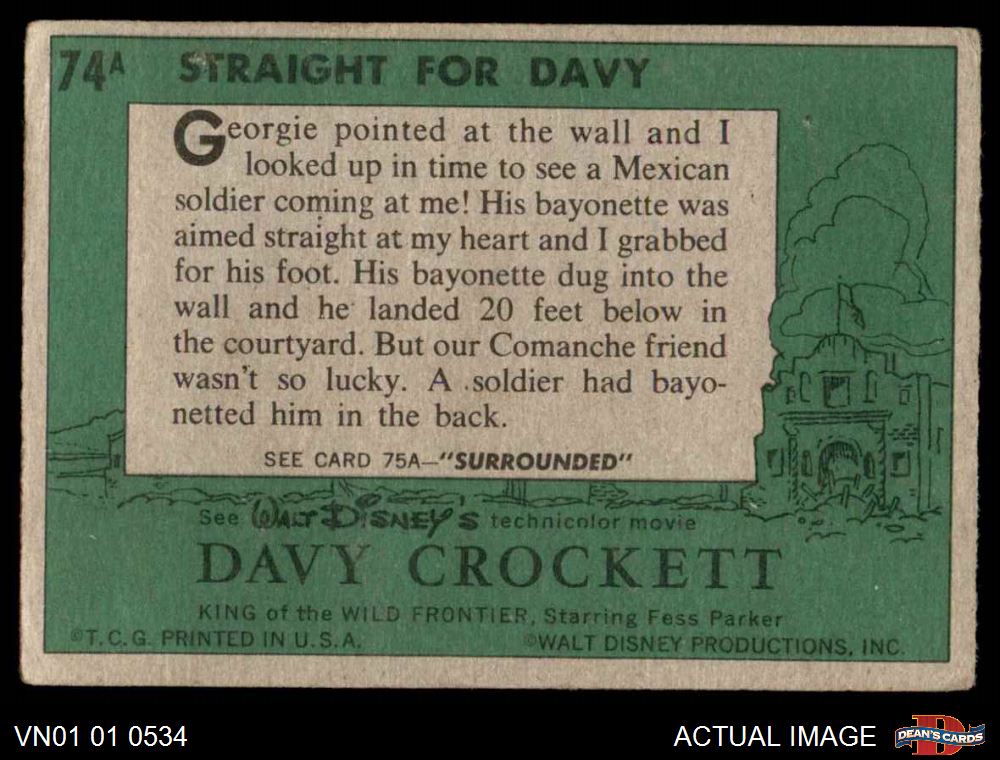 74A STRAIGHT FOR DAVY
Georgie pointed at the wall and I
looked up in time to see a Mexican
soldier coming at me! His bayonette was
aimed straight at my heart and I grabbed
for his foot. His bayonette dug into the
wall and he landed 20 feet below in
the courtyard. But our Comanche friend
wasn't so lucky. A soldier had bayo-
netted him in the back.
SEE CARD 75A—"SURROUNDED"
See WALT DISNEY'S technicolor movie
DAVY CROCKETT
KING of the WILD FRONTIER, Starring Fess Parker
©T.C.G. PRINTED IN U.S.A. ©WALT DISNEY PRODUCTIONS, INC.
VN01 01 0534 ACTUAL IMAGE D DEAN'S CARDS